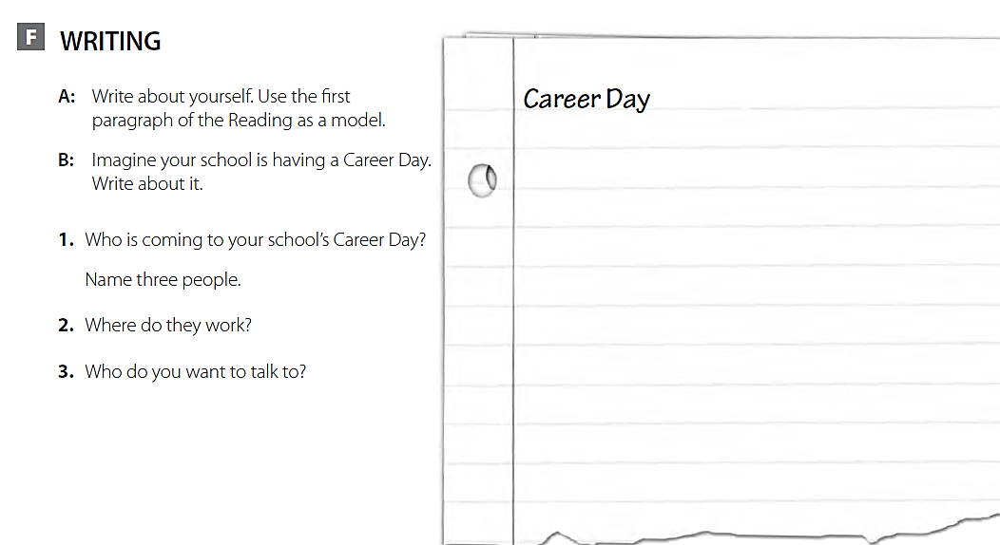 F WRITING
A: Write about yourself. Use the first
paragraph of the Reading as a model.
B: Imagine your school is having a Career Day.
Write about it.
1. Who is coming to your school's Career Day?
Name three people.
2. Where do they work?
3. Who do you want to talk to?
Career Day